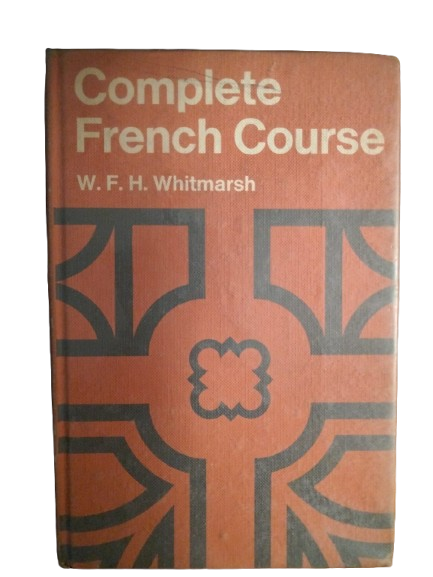 Complete
French Course
W. F. H. Whitmarsh